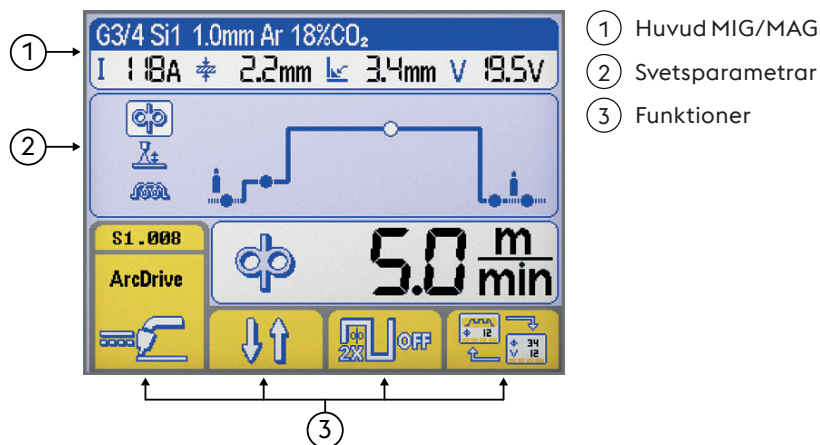 G3/4 Si1 1.0mm Ar 18%CO₂
I 118A 2.2mm 3.4mm V 19.5V
S1.008
ArcDrive
5.0 m/min
2X OFF
12
34
V 12
1
2
3
1 Huvud MIG/MAG
2 Svetsparametrar
3 Funktioner